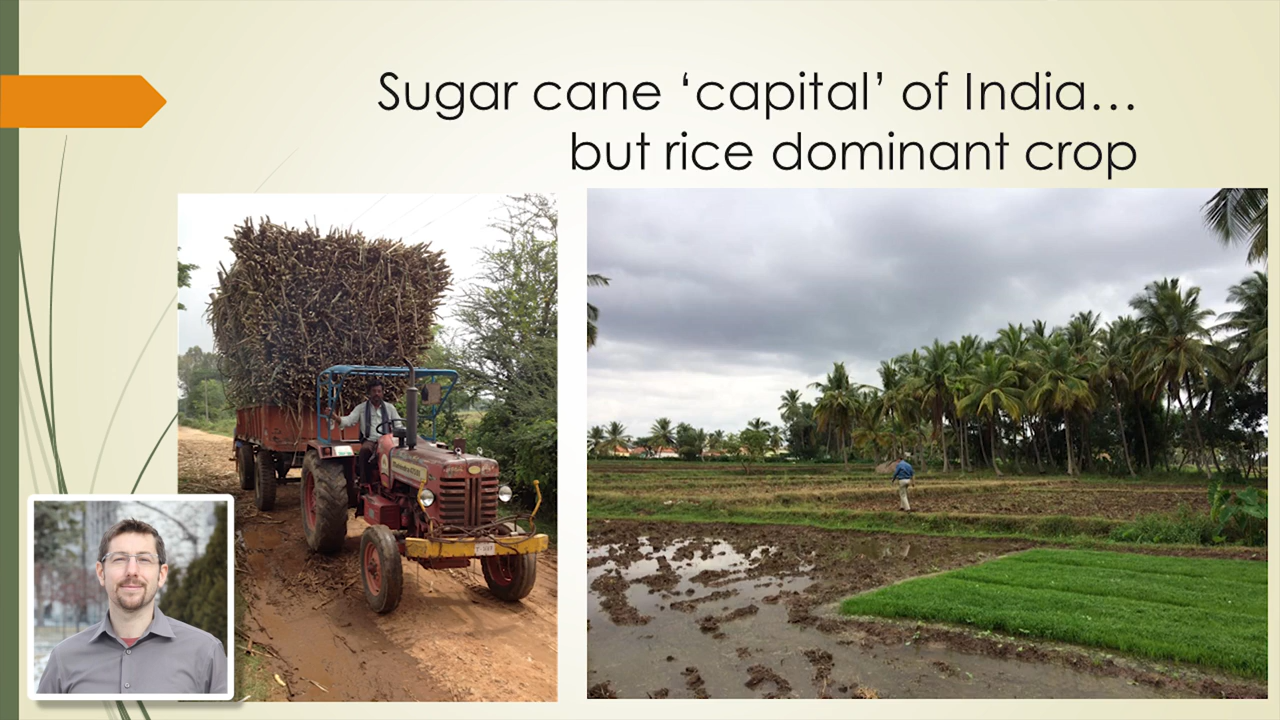 Sugar cane ‘capital’ of India…
but rice dominant crop